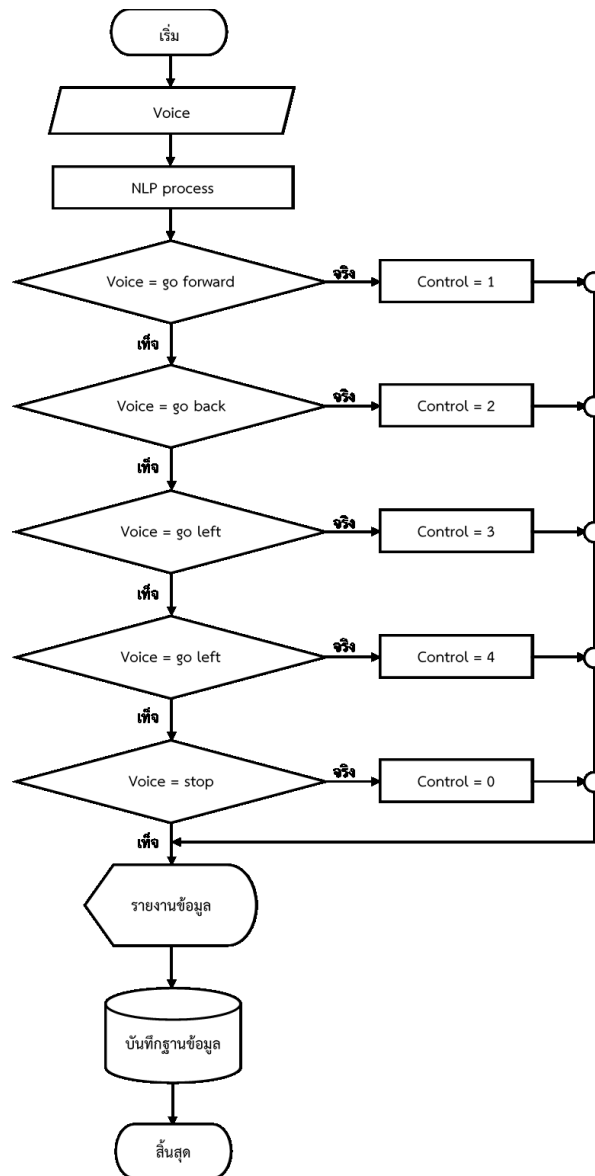 เริ่ม
Voice
NLP process
Voice = go forward
จริง
Control = 1
เท็จ
Voice = go back
จริง
Control = 2
เท็จ
Voice = go left
จริง
Control = 3
เท็จ
Voice = go left
จริง
Control = 4
เท็จ
Voice = stop
จริง
Control = 0
เท็จ
รายงานข้อมูล
บันทึกฐานข้อมูล
สิ้นสุด